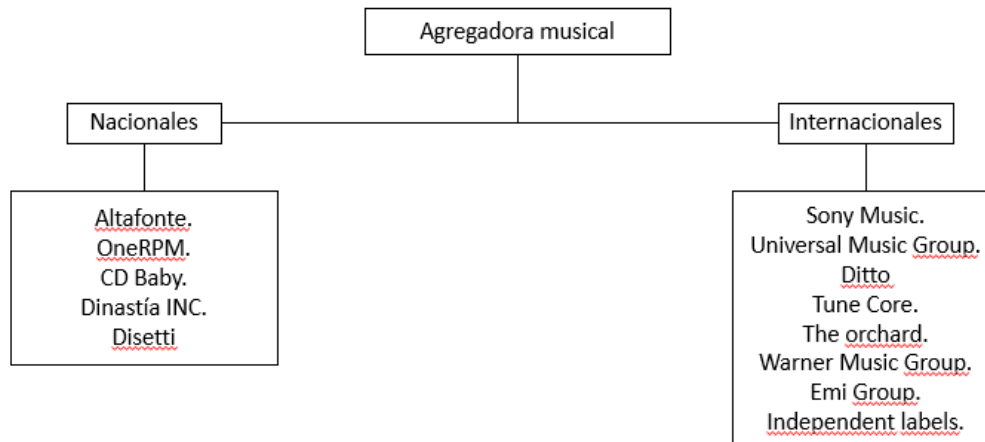 Agregadora musical
Nacionales
Internacionales
Altafonte.
OneRPM.
CD Baby.
Dinastía INC.
Disetti
Sony Music.
Universal Music Group.
Ditto
Tune Core.
The orchard.
Warner Music Group.
Emi Group.
Independent labels.